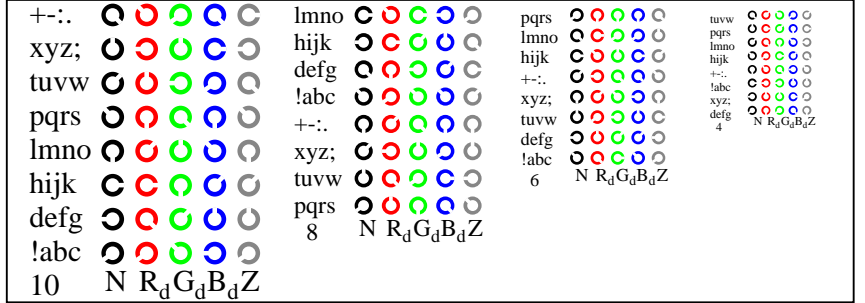 +-:.
xyz;
tuvw
pqrs
lmno
hijk
defg
!abc
10 N RdGdBdZ
lmno
hijk
defg
!abc
+-:.
xyz;
tuvw
pqrs
8 N RdGdBdZ
pqrs
lmno
hijk
+-:.
xyz;
tuvw
defg
!abc
6 N RdGdBdZ
tuvw
pqrs
lmno
hijk
+-:.
!abc
xyz;
defg
4 N RdGdBdZ